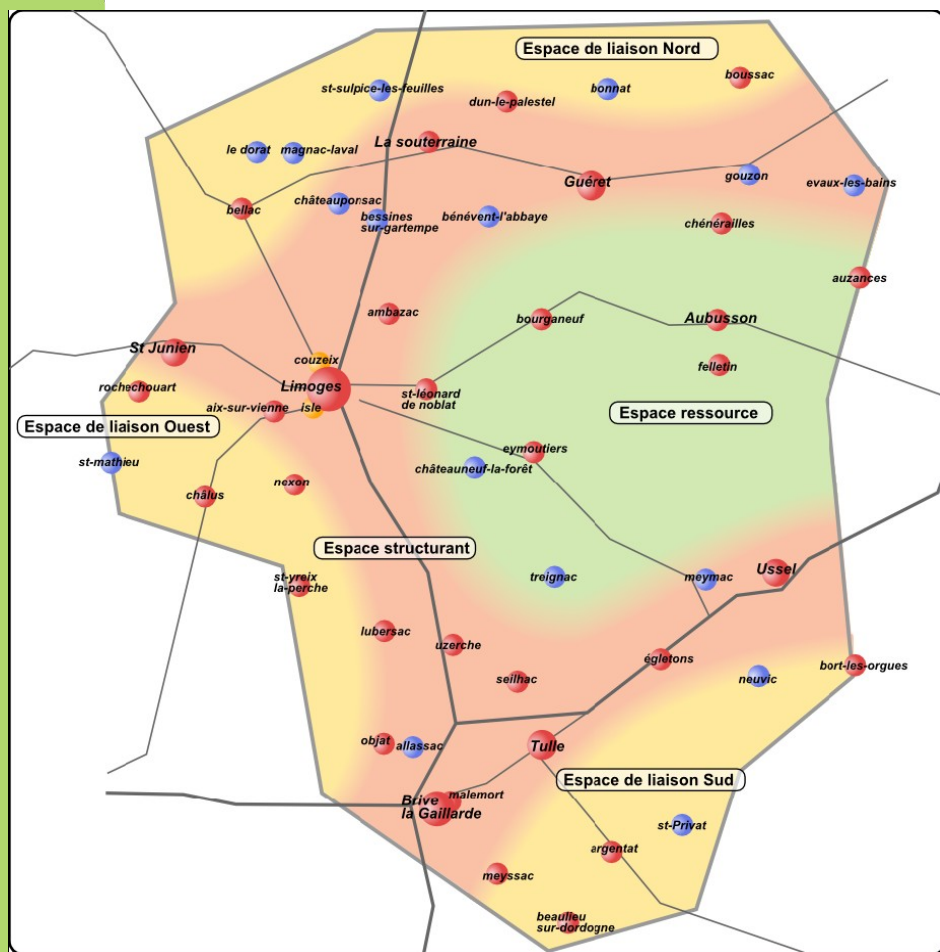 Espace de liaison Nord
boussac
st-sulpice-les-feuilles
bonnat
dun-le-palestel
La souterraine
le dorat
magnac-laval
Guéret
gouzon
evaux-les-bains
châteauponsac
bellac
bessines
sur-gartempe
bénévent-l'abbaye
chénérailles
auzances
ambazac
bourganeuf
Aubusson
St Junien
couzeix
felletin
rochechouart
Limoges
st-léonard
de noblat
aix-sur-vienne
isle
Espace ressource
Espace de liaison Ouest
eymoutiers
st-mathieu
châteauneuf-la-forêt
nexon
châlus
Espace structurant
Ussel
st-yreix
la-perche
treignac
meymac
lubersac
uzerche
égletons
bort-les-orgues
seilhac
neuvic
objat
allassac
Tulle
Espace de liaison Sud
malemort
Brive
la Gaillarde
st-Privat
argentat
meyssac
beaulieu
sur-dordogne